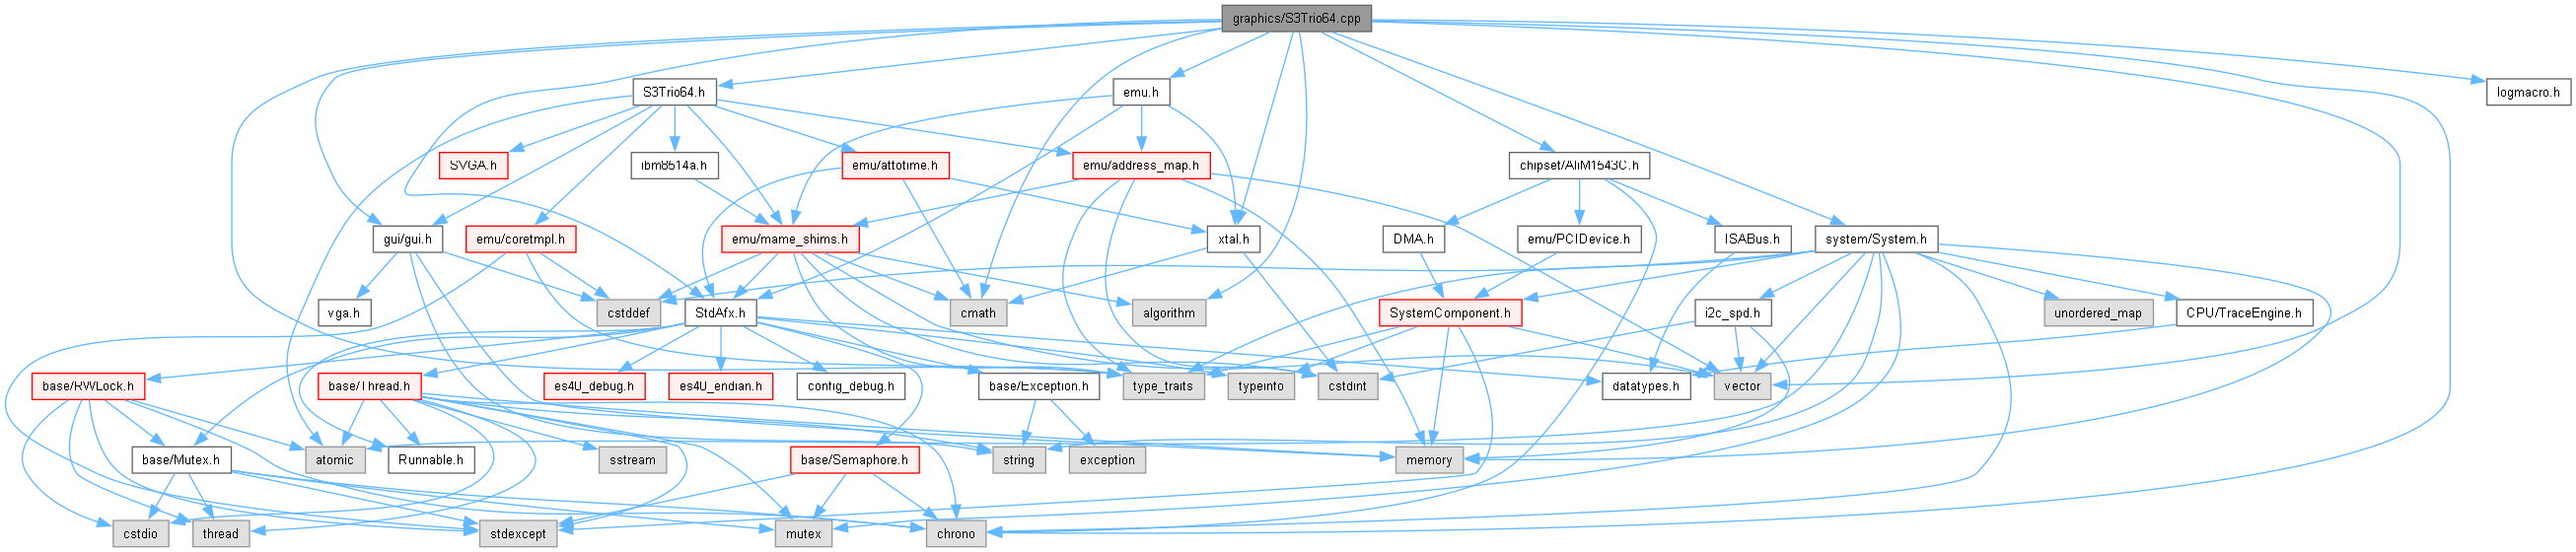 graphics/S3Trio64.cpp
S3Trio64.h
emu.h
logmacro.h
SVGA.h
ibm8514a.h
emu/attotime.h
emu/address_map.h
chipset/AliM1543C.h
gui/gui.h
emu/coretmpl.h
emu/mame_shims.h
xtal.h
DMA.h
emu/PCIDevice.h
ISABus.h
system/System.h
vga.h
cstddef
StdAfx.h
cmath
algorithm
SystemComponent.h
i2c_spd.h
unordered_map
CPU/TraceEngine.h
base/RWLock.h
base/Thread.h
es40_debug.h
es40_endian.h
config_debug.h
base/Exception.h
type_traits
typeinfo
cstdint
datatypes.h
vector
base/Mutex.h
atomic
Runnable.h
sstream
base/Semaphore.h
string
exception
memory
cstdio
thread
stdexcept
mutex
chrono